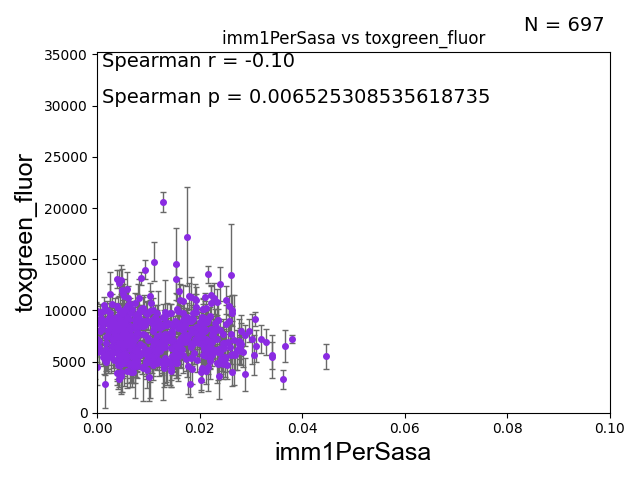 N = 697
imm1PerSasa vs toxgreen_fluor
Spearman r = -0.10
Spearman p = 0.006525308535618735
35000
30000
25000
20000
15000
10000
5000
0
toxgreen_fluor
0.00
0.02
0.04
0.06
0.08
0.10
imm1PerSasa